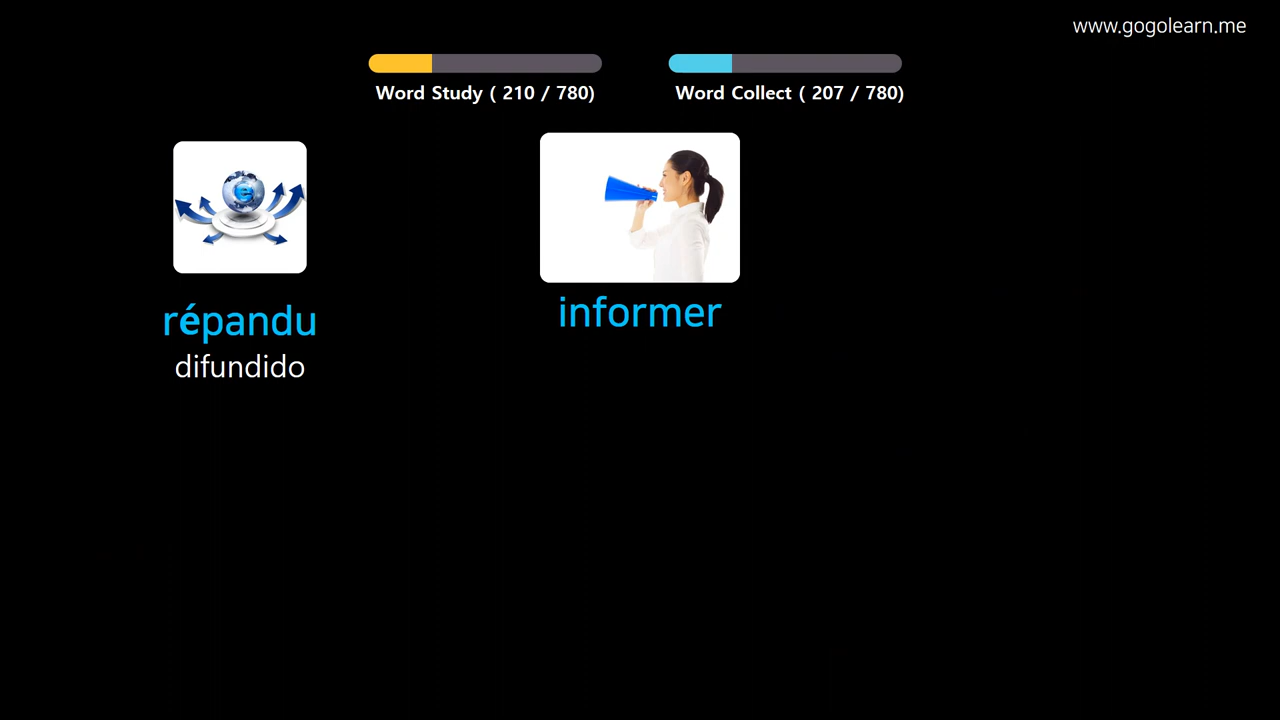 www.gogolearn.me
Word Study ( 210 / 780)
Word Collect ( 207 / 780)
e
répandu
difundido
informer